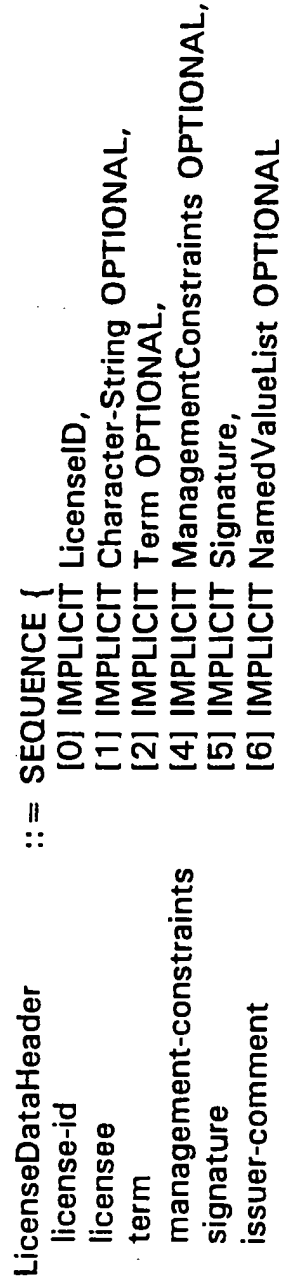 LicenseDataHeader ::= SEQUENCE {
license-id [0] IMPLICIT LicenseID,
licensee [1] IMPLICIT Character-String OPTIONAL,
term [2] IMPLICIT Term OPTIONAL,
management-constraints [4] IMPLICIT ManagementConstraints OPTIONAL,
signature [5] IMPLICIT Signature,
issuer-comment [6] IMPLICIT NamedValueList OPTIONAL